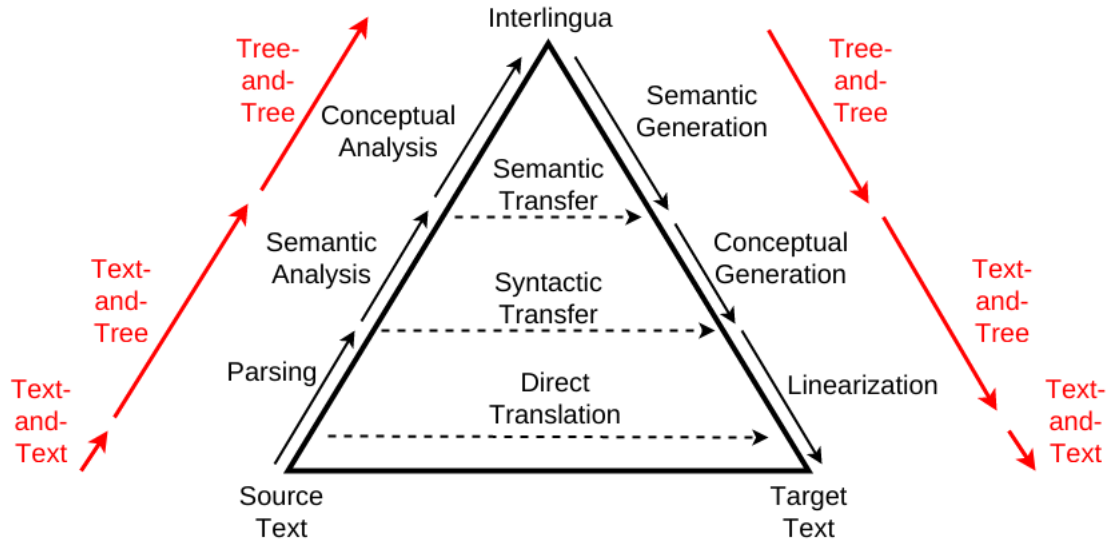 Interlingua
Tree-
and-
Tree
Tree-
and-
Tree
Conceptual
Analysis
Semantic
Generation
Semantic
Transfer
Text-
and-
Tree
Semantic
Analysis
Conceptual
Generation
Text-
and-
Tree
Syntactic
Transfer
Parsing
Direct
Translation
Linearization
Text-
and-
Text
Text-
and-
Text
Source
Text
Target
Text